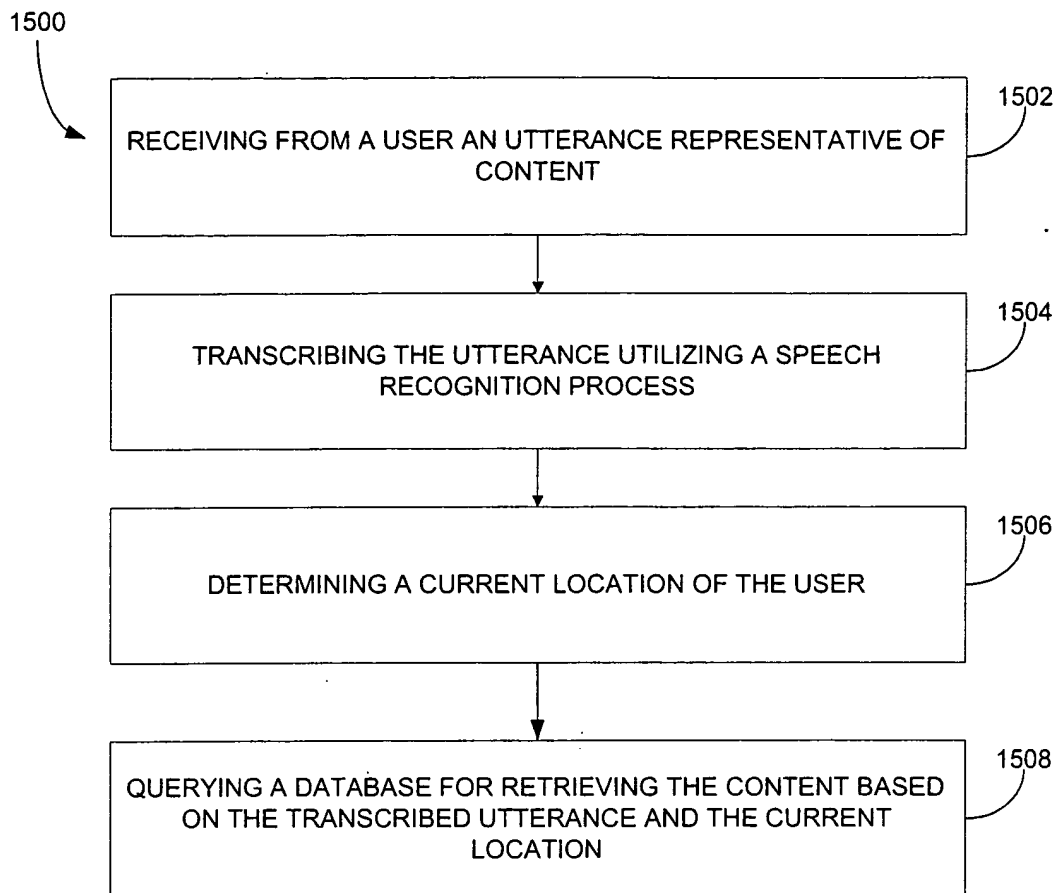 1500
1502
RECEIVING FROM A USER AN UTTERANCE REPRESENTATIVE OF
CONTENT
1504
TRANSCRIBING THE UTTERANCE UTILIZING A SPEECH
RECOGNITION PROCESS
1506
DETERMINING A CURRENT LOCATION OF THE USER
1508
QUERYING A DATABASE FOR RETRIEVING THE CONTENT BASED
ON THE TRANSCRIBED UTTERANCE AND THE CURRENT
LOCATION